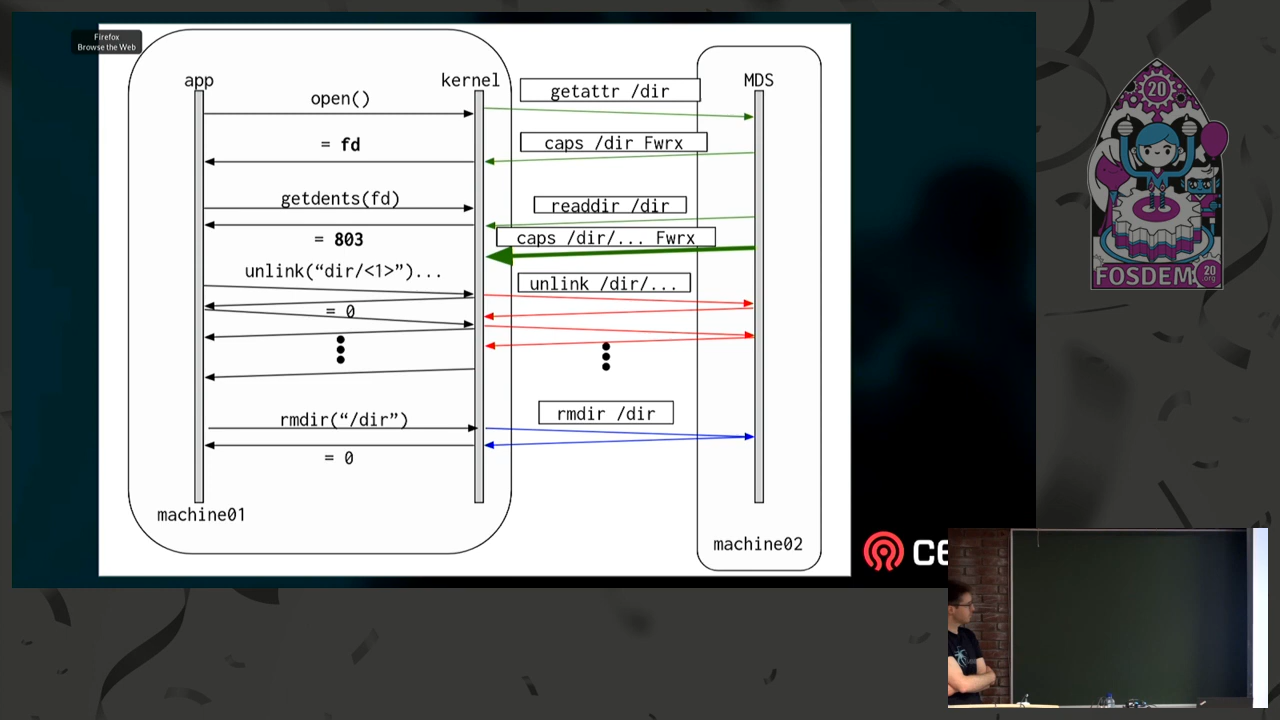 Firefox
Browse the Web
app
kernel
MDS
open()
getattr /dir
= fd
caps /dir Fwrx
getdents(fd)
readdir /dir
= 803
caps /dir/... Fwrx
unlink(“dir/<1>”)...
unlink /dir/...
= 0
rmdir(“/dir”)
rmdir /dir
= 0
machine01
machine02
20
FOSDEM
20
.org